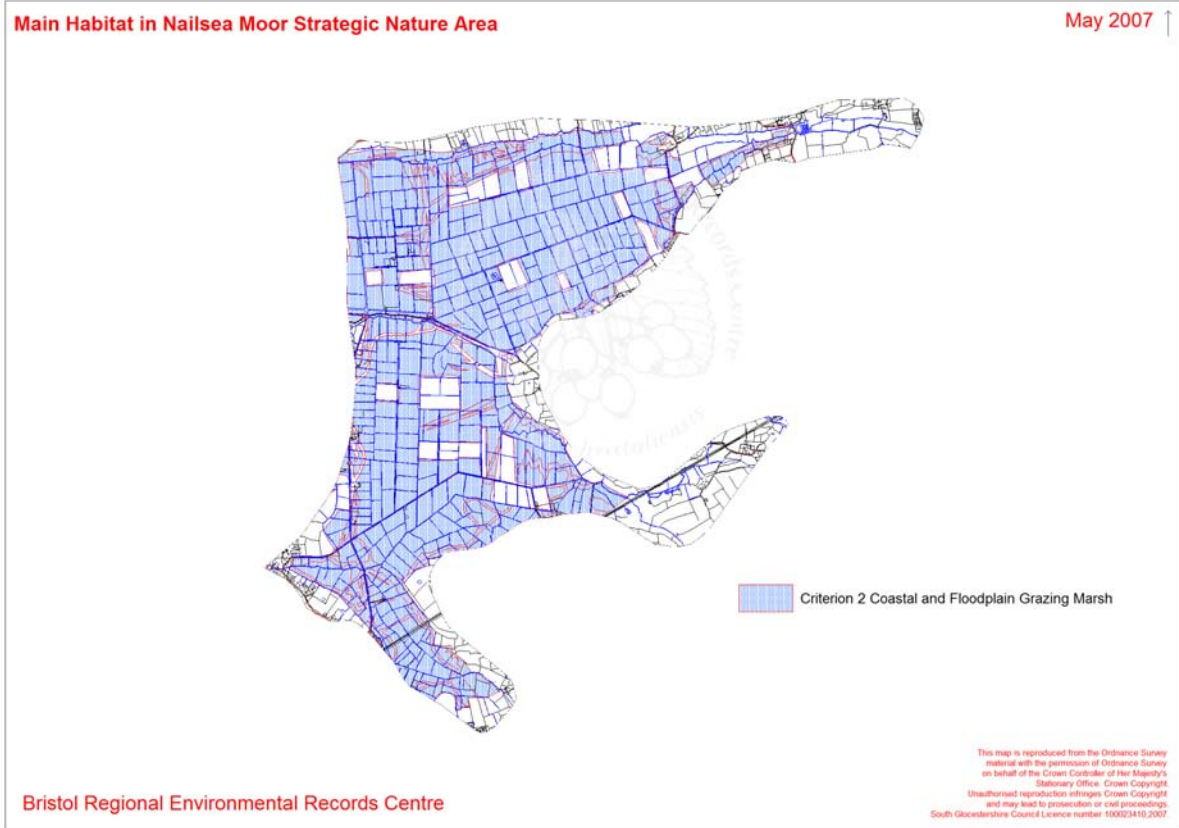 Main Habitat in Nailsea Moor Strategic Nature Area
May 2007
Criterion 2 Coastal and Floodplain Grazing Marsh
This map is reproduced from the Ordnance Survey
material with the permission of Ordnance Survey
on behalf of the Crown Controller of Her Majesty's
Stationary Office. Crown Copyright.
Unauthorised reproduction infringes Crown Copyright
and may lead to prosecution or civil proceedings.
South Glocestershire Council Licence number 100023410,2007.
Bristol Regional Environmental Records Centre